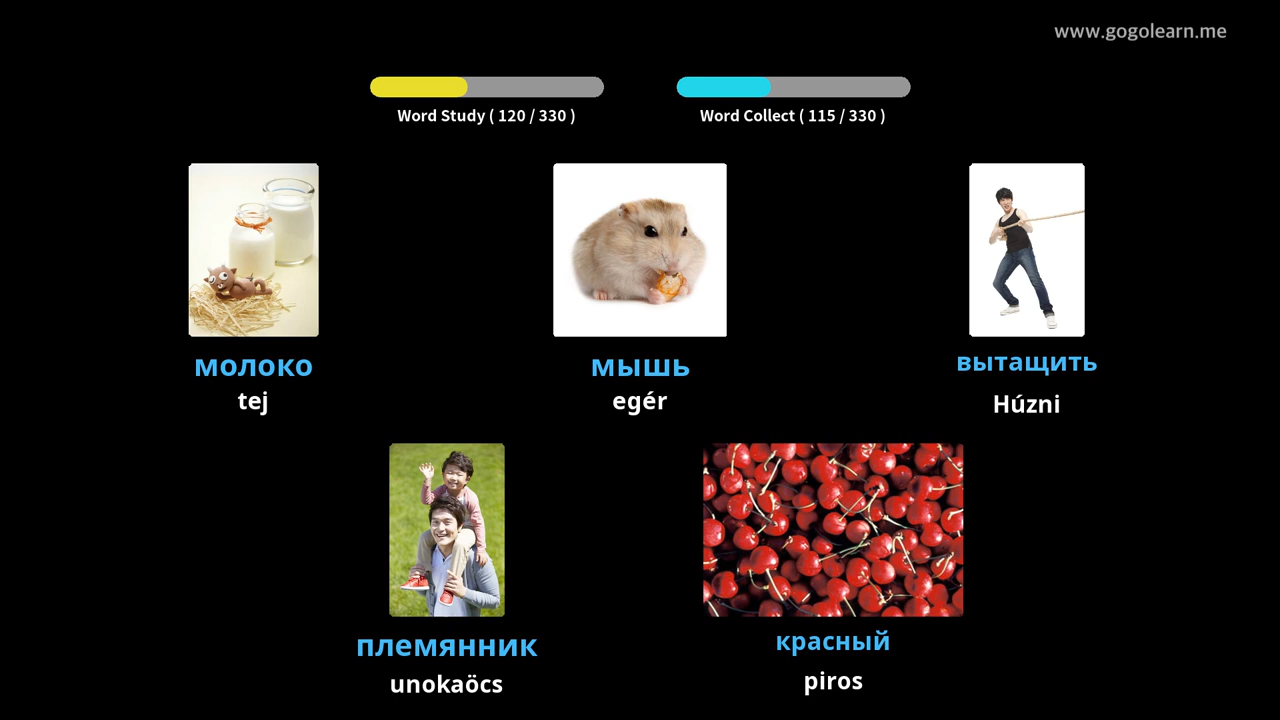 www.gogolearn.me
Word Study ( 120 / 330 )
Word Collect ( 115 / 330 )
молоко
tej
мышь
egér
вытащить
Húzni
племянник
unokaöcs
красный
piros